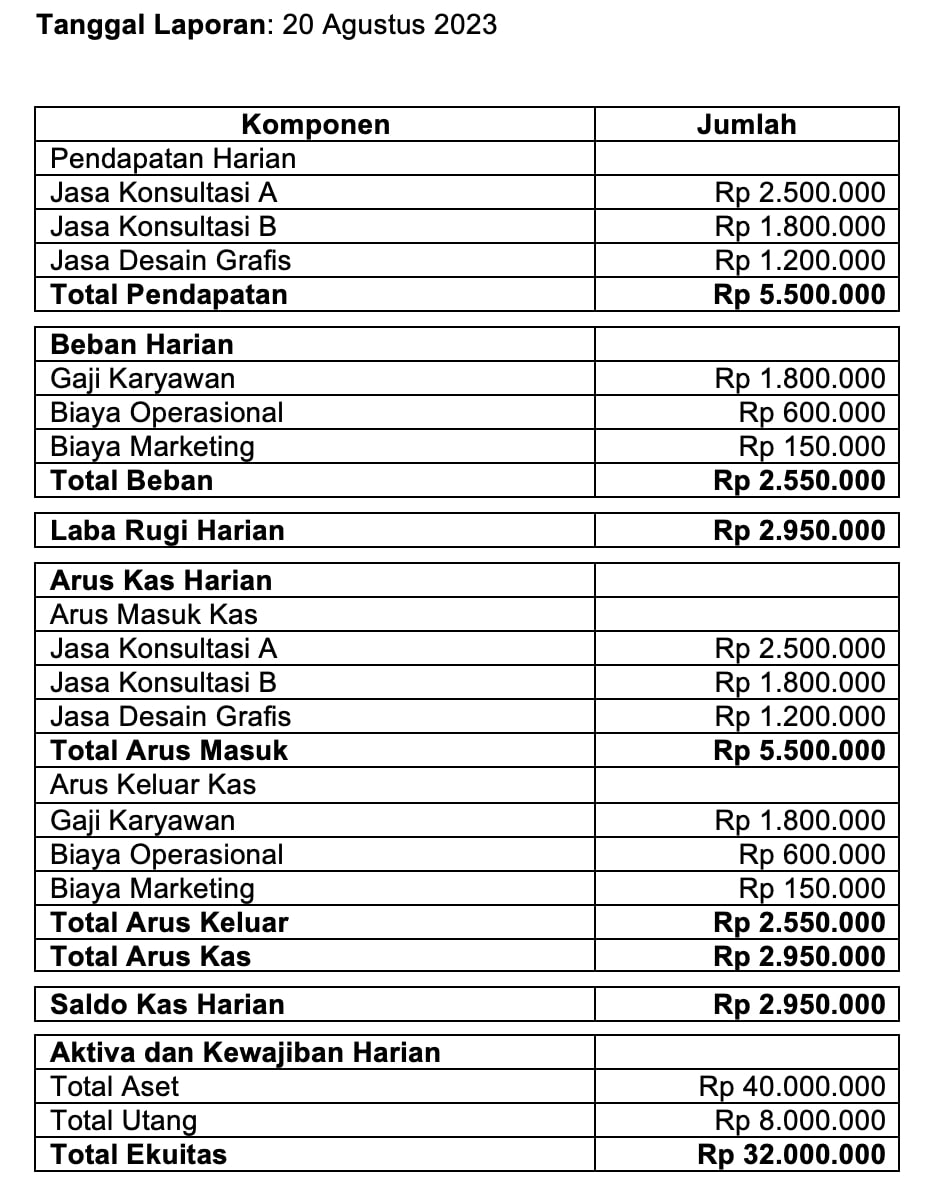 Tanggal Laporan: 20 Agustus 2023
Komponen Jumlah
Pendapatan Harian
Jasa Konsultasi A Rp 2.500.000
Jasa Konsultasi B Rp 1.800.000
Jasa Desain Grafis Rp 1.200.000
Total Pendapatan Rp 5.500.000
Beban Harian
Gaji Karyawan Rp 1.800.000
Biaya Operasional Rp 600.000
Biaya Marketing Rp 150.000
Total Beban Rp 2.550.000
Laba Rugi Harian Rp 2.950.000
Arus Kas Harian
Arus Masuk Kas
Jasa Konsultasi A Rp 2.500.000
Jasa Konsultasi B Rp 1.800.000
Jasa Desain Grafis Rp 1.200.000
Total Arus Masuk Rp 5.500.000
Arus Keluar Kas
Gaji Karyawan Rp 1.800.000
Biaya Operasional Rp 600.000
Biaya Marketing Rp 150.000
Total Arus Keluar Rp 2.550.000
Total Arus Kas Rp 2.950.000
Saldo Kas Harian Rp 2.950.000
Aktiva dan Kewajiban Harian
Total Aset Rp 40.000.000
Total Utang Rp 8.000.000
Total Ekuitas Rp 32.000.000